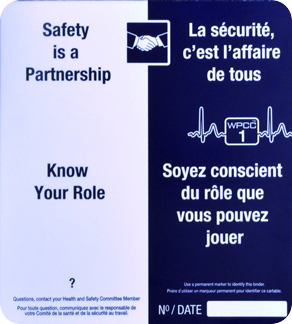 Safety
is a
Partnership
La sécurité,
c'est l'affaire
de tous
WPCC
1
Know
Your Role
Soyez conscient
du rôle que
vous pouvez
jouer
?
Questions, contact your Health and Safety Committee Member
Pour toute question, communiquez avec le responsable de
votre Comité de la santé et de la sécurité au travail.
Use a permanent marker to identify this binder.
Prière d'utiliser un marqueur permanent pour identifier ce cartable.
Nº / DATE